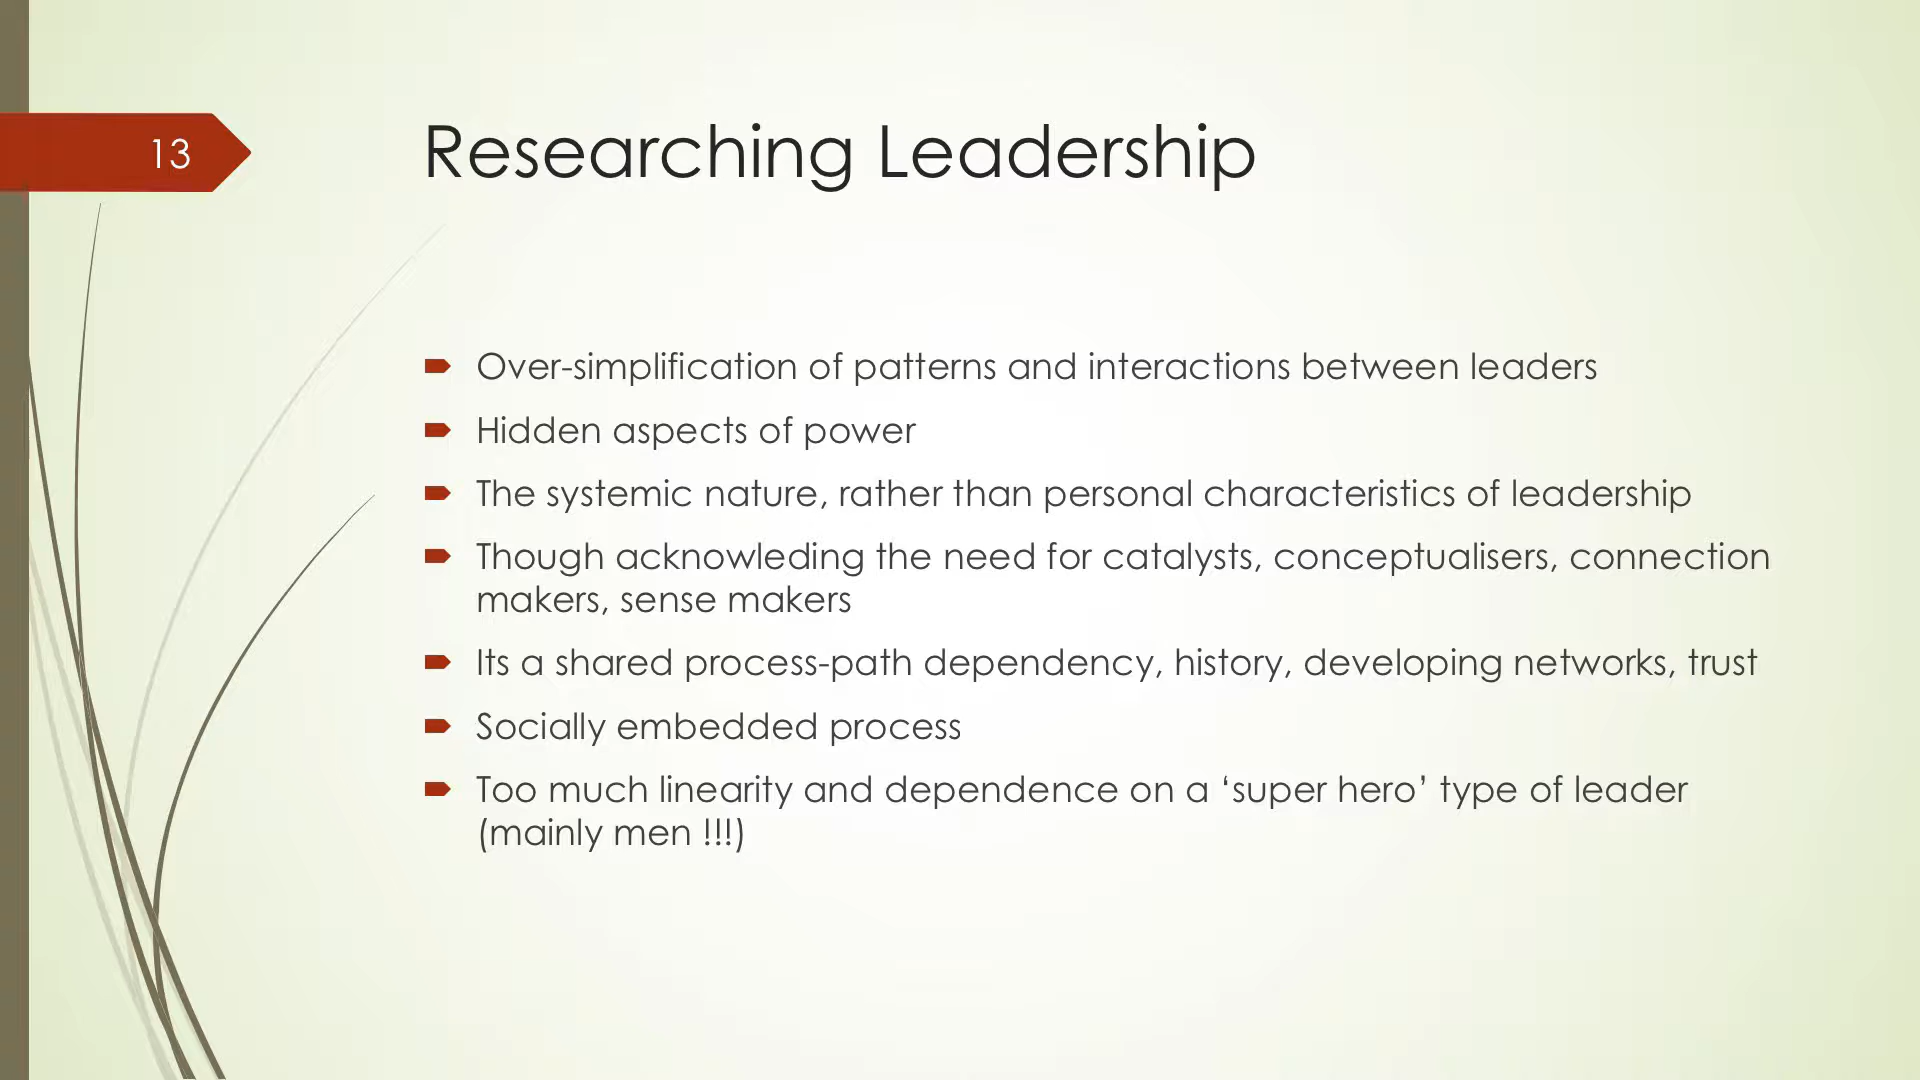 13
Researching Leadership
Over-simplification of patterns and interactions between leaders
Hidden aspects of power
The systemic nature, rather than personal characteristics of leadership
Though acknowleding the need for catalysts, conceptualisers, connection
makers, sense makers
Its a shared process-path dependency, history, developing networks, trust
Socially embedded process
Too much linearity and dependence on a ‘super hero’ type of leader
(mainly men !!!)